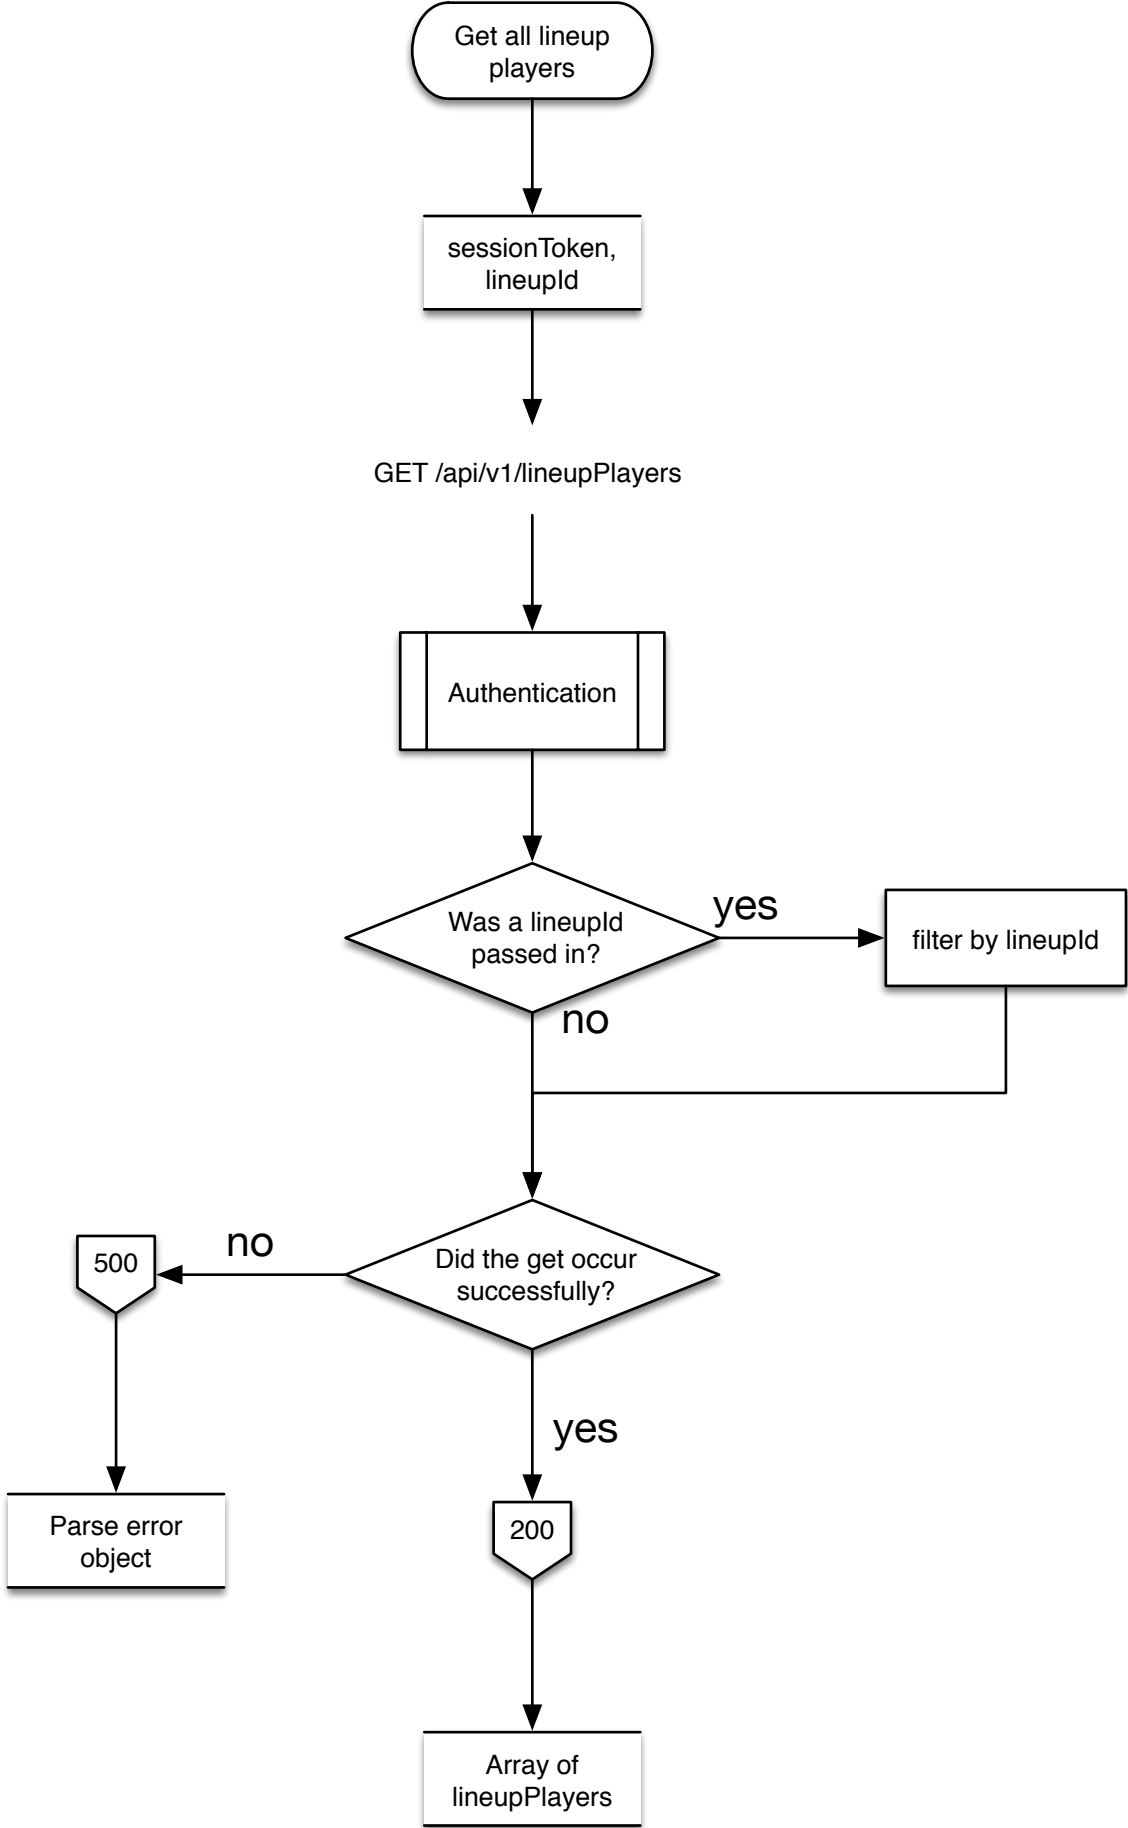 Get all lineup
players
sessionToken,
lineupId
GET /api/v1/lineupPlayers
Authentication
Was a lineupId
passed in?
yes
filter by lineupId
no
Did the get occur
successfully?
no
500
yes
Parse error
object
200
Array of
lineupPlayers